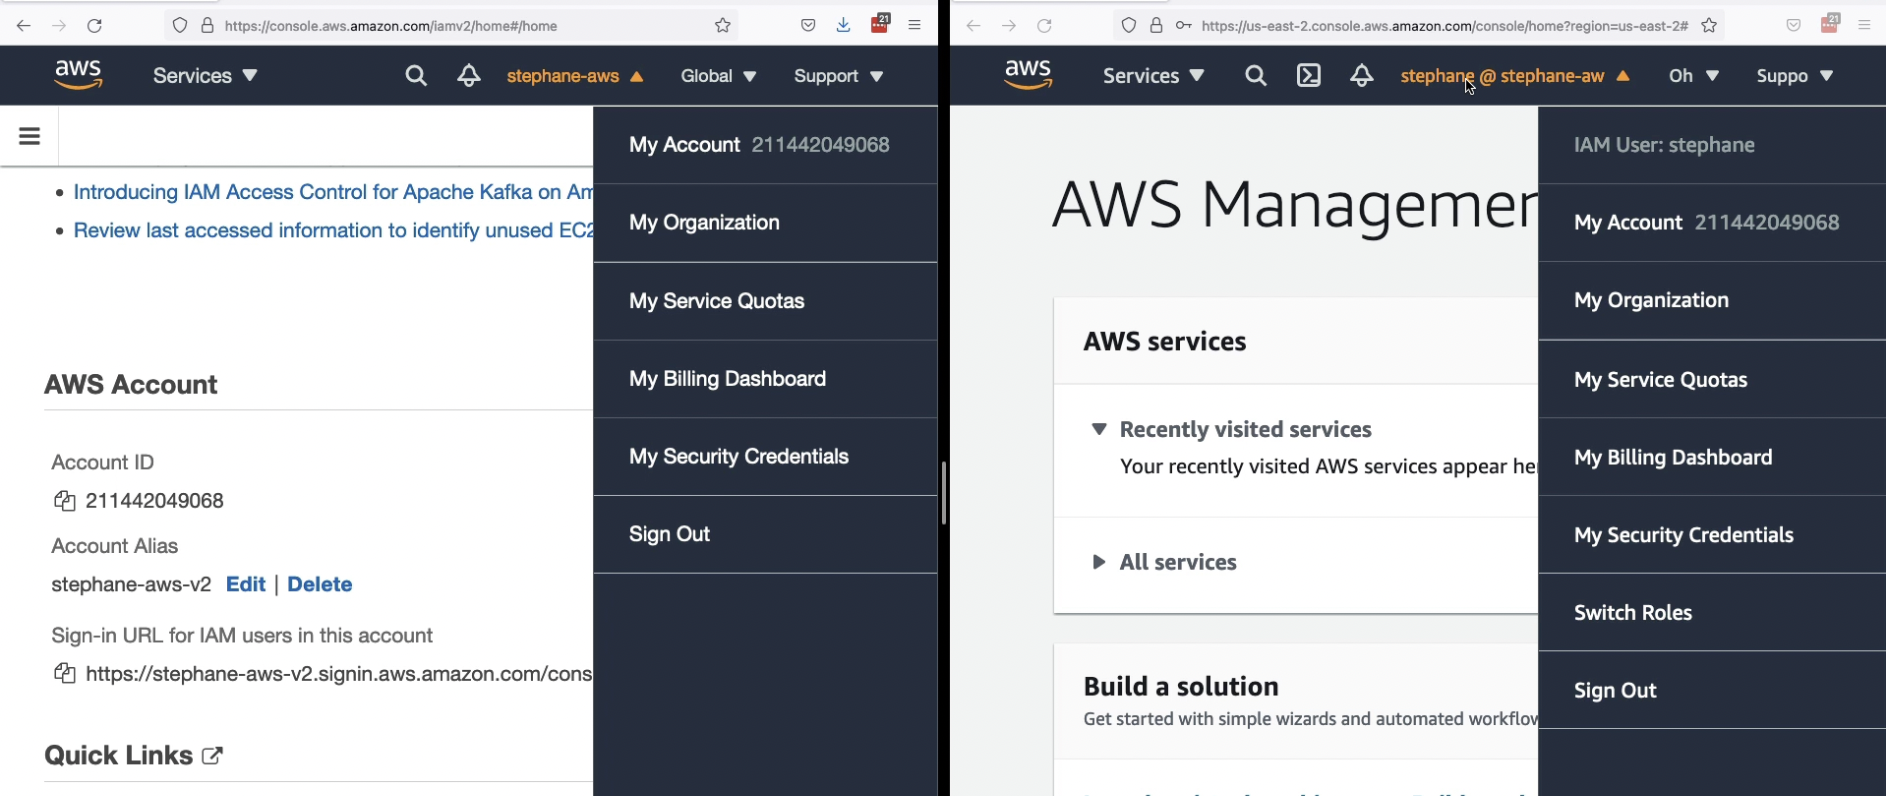 https://console.aws.amazon.com/iamv2/home#/home
21
aws
Services
stephane-aws
Global
Support
Introducing IAM Access Control for Apache Kafka on Am
Review last accessed information to identify unused EC2
AWS Account
Account ID
211442049068
Account Alias
stephane-aws-v2 Edit | Delete
Sign-in URL for IAM users in this account
https://stephane-aws-v2.signin.aws.amazon.com/cons
Quick Links
My Account 211442049068
My Organization
My Service Quotas
My Billing Dashboard
My Security Credentials
Sign Out
https://us-east-2.console.aws.amazon.com/console/home?region=us-east-2#
21
aws
Services
stephane @ stephane-aw
Oh
Suppo
AWS Managemen
AWS services
Recently visited services
Your recently visited AWS services appear her
All services
Build a solution
Get started with simple wizards and automated workflow
IAM User: stephane
My Account 211442049068
My Organization
My Service Quotas
My Billing Dashboard
My Security Credentials
Switch Roles
Sign Out